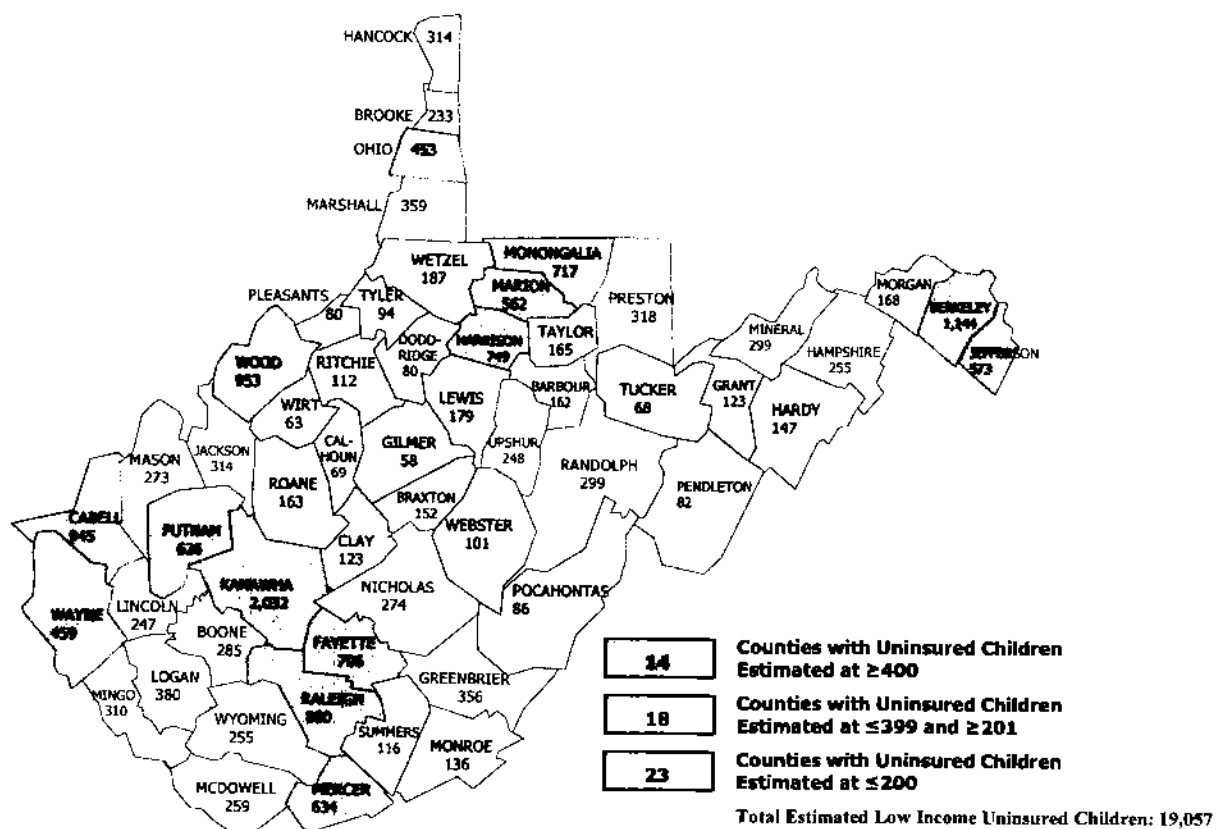 HANCOCK 314
BROOKE 233
OHIO 453
MARSHALL 359
WETZEL
187
MONONGALIA
717
MARION
562
PRESTON
318
PLEASANTS
80
TYLER
94
DODD-
RIDGE
80
HARRISON
749
TAYLOR
165
MINERAL
299
HAMPSHIRE
255
MORGAN
168
BERKELEY
JEFFERSON
573
WOOD
953
RITCHIE
112
WIRT
63
LEWIS
179
BARBOUR
162
TUCKER
68
GRANT
123
HARDY
147
JACKSON
314
MASON
273
ROANE
163
CAL-
HOUN
69
GILMER
58
UPSHUR
248
RANDOLPH
299
PENDLETON
82
BRAXTON
152
WEBSTER
101
CABELL
945
PUTNAM
CLAY
123
KANAWHA
2,032
NICHOLAS
274
POCAHONTAS
86
WAYNE
459
LINCOLN
247
BOONE
285
FAYETTE
GREENBRIER
356
MINGO
310
LOGAN
380
WYOMING
255
RALEIGH
SUMMERS
116
MONROE
136
MCDOWELL
259
MERCER
634
14 Counties with Uninsured Children
Estimated at ≥400
18 Counties with Uninsured Children
Estimated at ≤399 and ≥201
23 Counties with Uninsured Children
Estimated at ≤200
Total Estimated Low Income Uninsured Children: 19,057